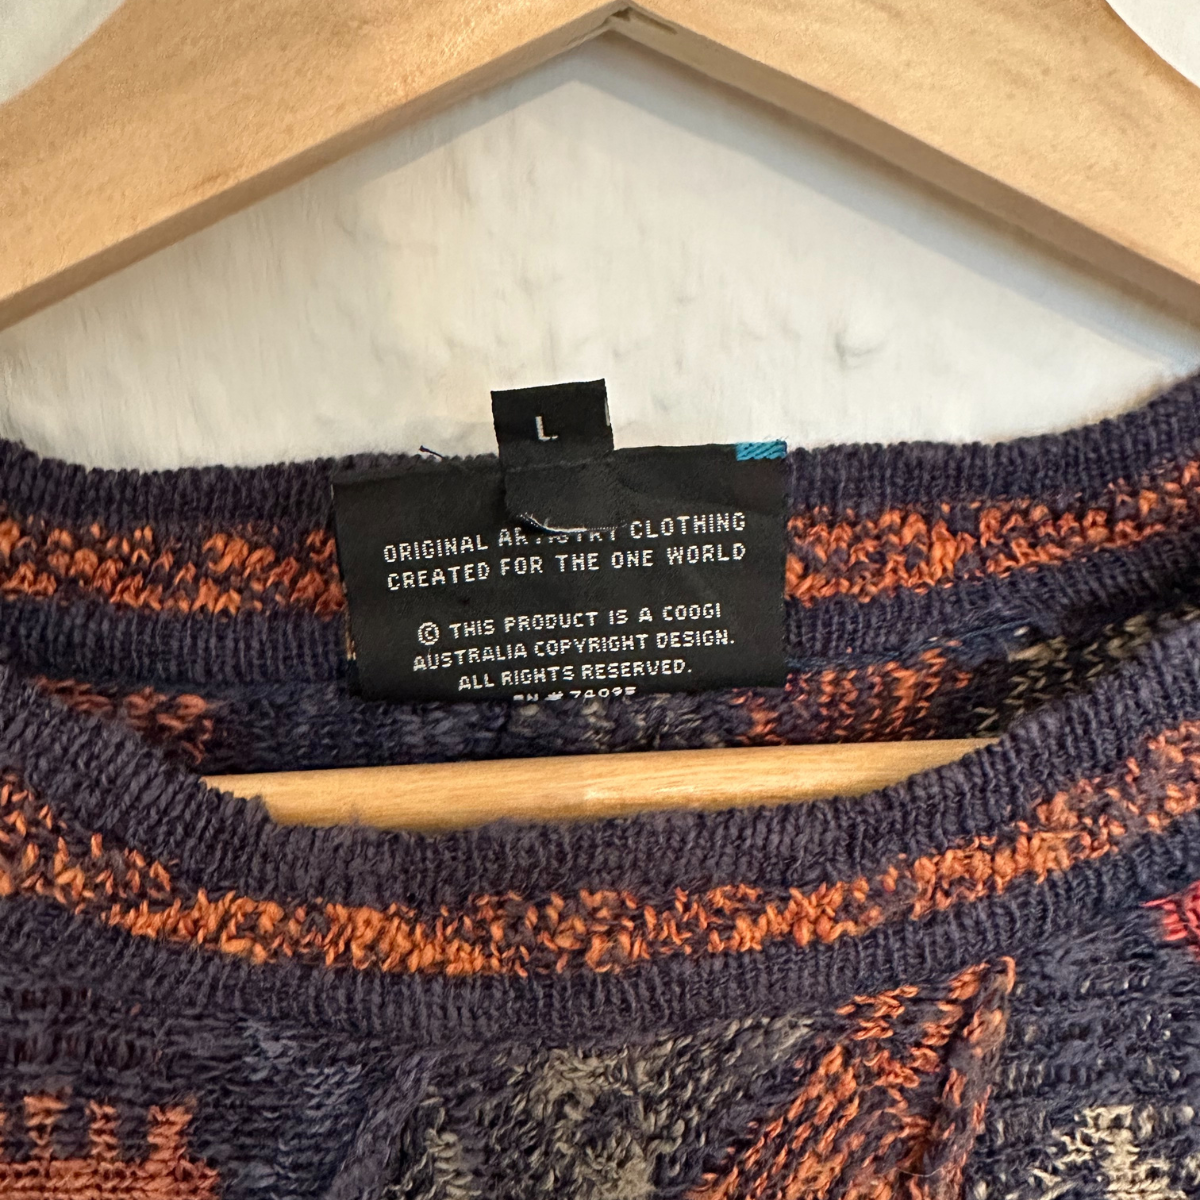 L.
ORIGINAL ARTISTRY CLOTHING
CREATED FOR THE ONE WORLD
© THIS PRODUCT IS A COOGI
AUSTRALIA COPYRIGHT DESIGN.
ALL RIGHTS RESERVED.